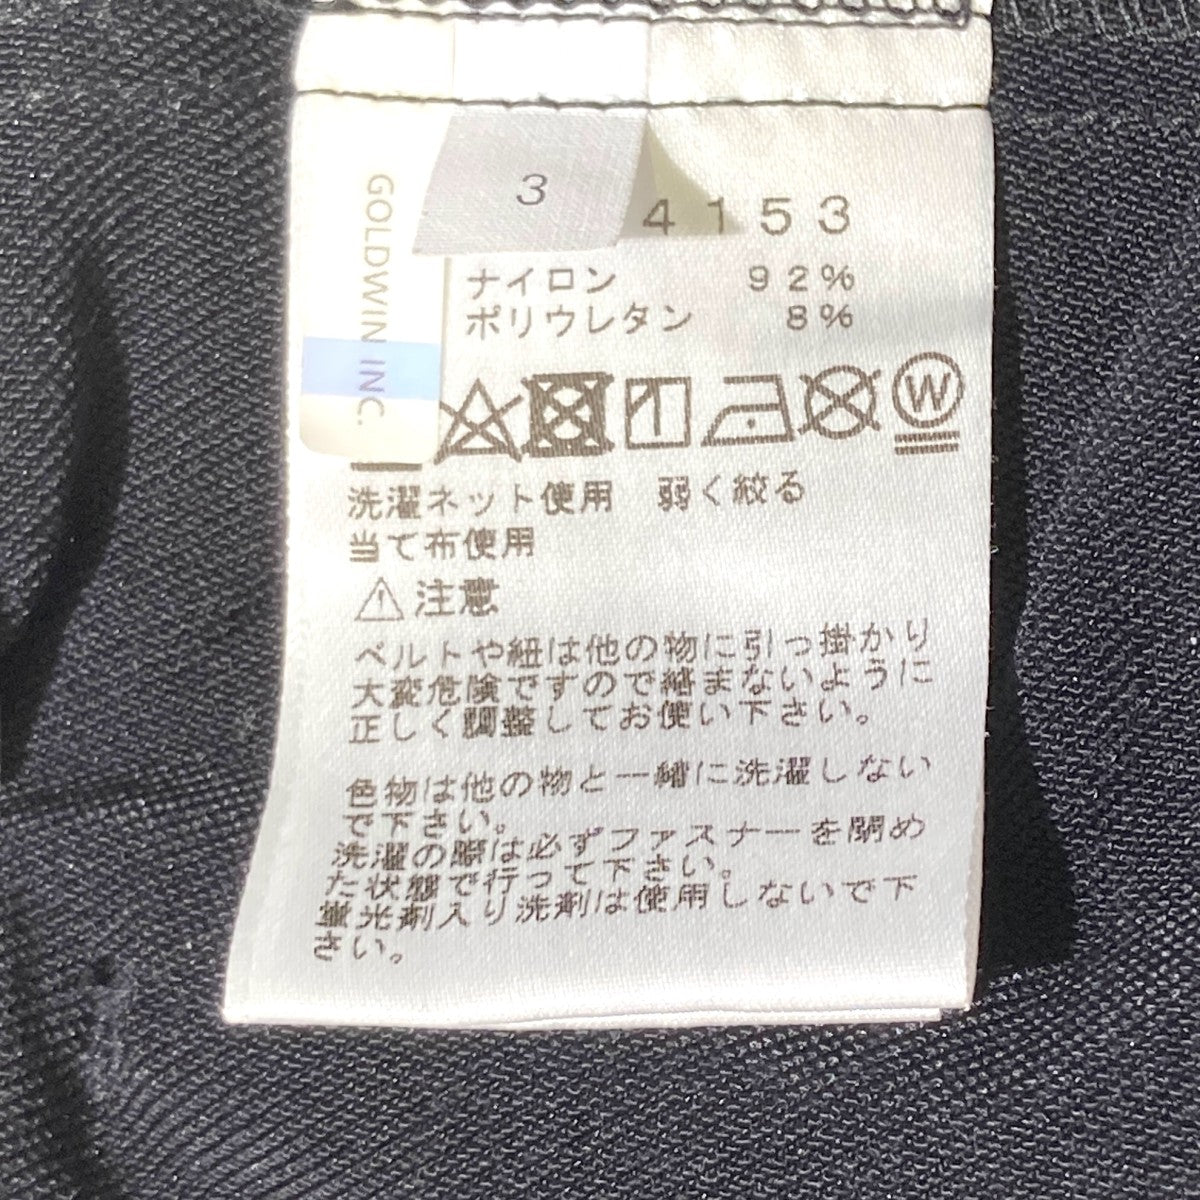 3
4153
GOLDWIN INC.
ナイロン 92%
ポリウレタン 8%
W
洗濯ネット使用 弱く絞る
当て布使用
注意
ベルトや紐は他の物に引っ掛かり
大変危険ですので絡まないように
正しく調整してお使い下さい。
色物は他の物と一緒に洗濯しない
で下さい。
洗濯の際は必ずファスナーを閉め
た状態で行って下さい。
蛍光剤入り洗剤は使用しないで下
さい。